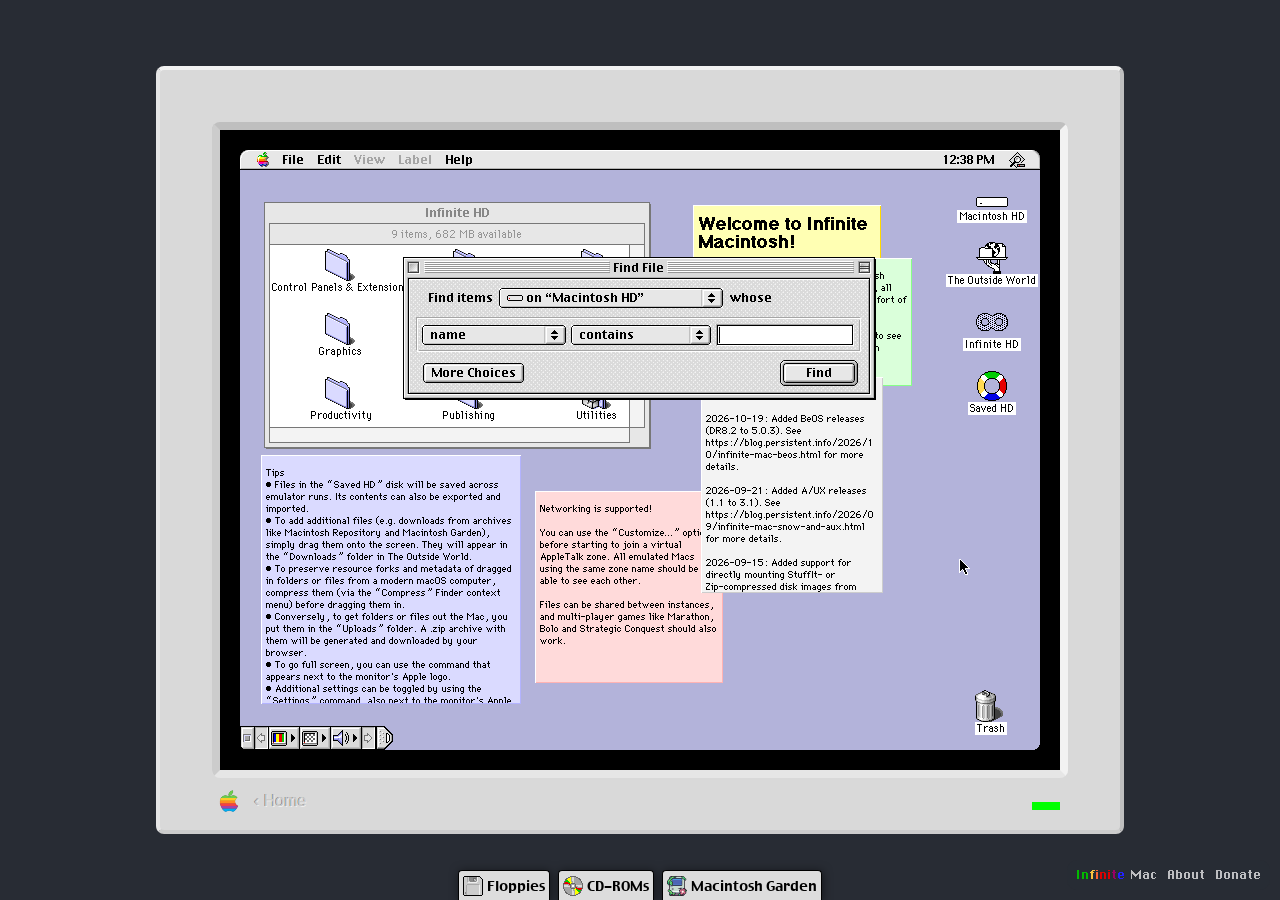 File Edit View Label Help
12:38 PM
Infinite HD
9 items, 682 MB available
Control Panels & Extension
Graphics
Productivity
Publishing
Utilities
Welcome to Infinite
Macintosh!
sh
, all
fort of
to see
n
Find File
Find items
on “Macintosh HD”
whose
name
contains
More Choices
Find
2026-10-19: Added BeOS releases
(DR8.2 to 5.0.3). See
https://blog.persistent.info/2026/1
0/infinite-mac-beos.html for more
details.
2026-09-21: Added A/UX releases
(1.1 to 3.1). See
https://blog.persistent.info/2026/0
9/infinite-mac-snow-and-aux.html
for more details.
2026-09-15: Added support for
directly mounting StuffIt- or
Zip-compressed disk images from
Tips
● Files in the “Saved HD” disk will be saved across
emulator runs. Its contents can also be exported and
imported.
● To add additional files (e.g. downloads from archives
like Macintosh Repository and Macintosh Garden),
simply drag them onto the screen. They will appear in
the “Downloads” folder in The Outside World.
● To preserve resource forks and metadata of dragged
in folders or files from a modern macOS computer,
compress them (via the “Compress” Finder context
menu) before dragging them in.
● Conversely, to get folders or files out the Mac, you
put them in the “Uploads” folder. A .zip archive with
them will be generated and downloaded by your
browser.
● To go full screen, you can use the command that
appears next to the monitor's Apple logo.
● Additional settings can be toggled by using the
“Settings” command, also next to the monitor's Apple
Networking is supported!
You can use the “Customize...” opti
before starting to join a virtual
AppleTalk zone. All emulated Macs
using the same zone name should be
able to see each other.
Files can be shared between instances,
and multi-player games like Marathon,
Bolo and Strategic Conquest should also
work.
Macintosh HD
The Outside World
Infinite HD
Saved HD
Trash
‹ Home
Floppies
CD-ROMs
Macintosh Garden
Infinite Mac About Donate